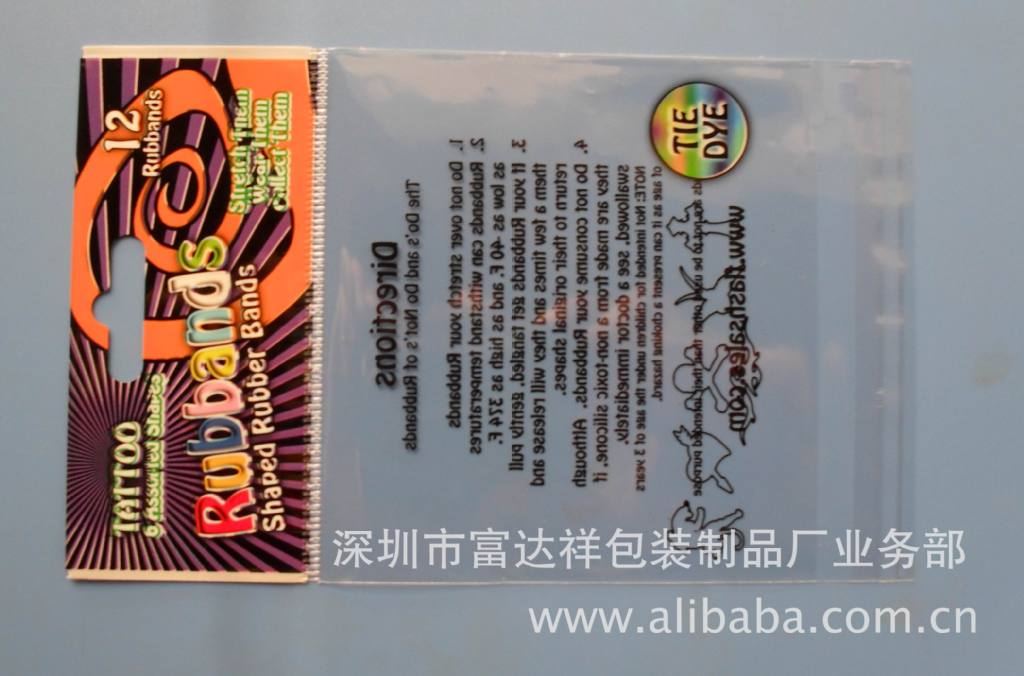 12
Rubbands
Stretch Them
Wear Them
Collect Them
TATTOO
6 Assorted Shapes
Rubbands
Shaped Rubber Bands
TIE
DYE
www.flashsales.com
Directions
The Do's and Do Not's of Rubbands
1. Do not over stretch your Rubbands
2. Rubbands can withstand temperatures
as low as -40 F, and as high as 374 F.
3. If your Rubbands get tangled, gently pull
them a few times and they will release and
return to their original shapes.
4. Do not consume your Rubbands. Although
they are made from a non-toxic silicone, if
swallowed, see a doctor immediately.
NOTE: Not intended for children under the age of 3 years
of age as it can present a choking hazard.
深圳市富达祥包装制品厂业务部
www.alibaba.com.cn